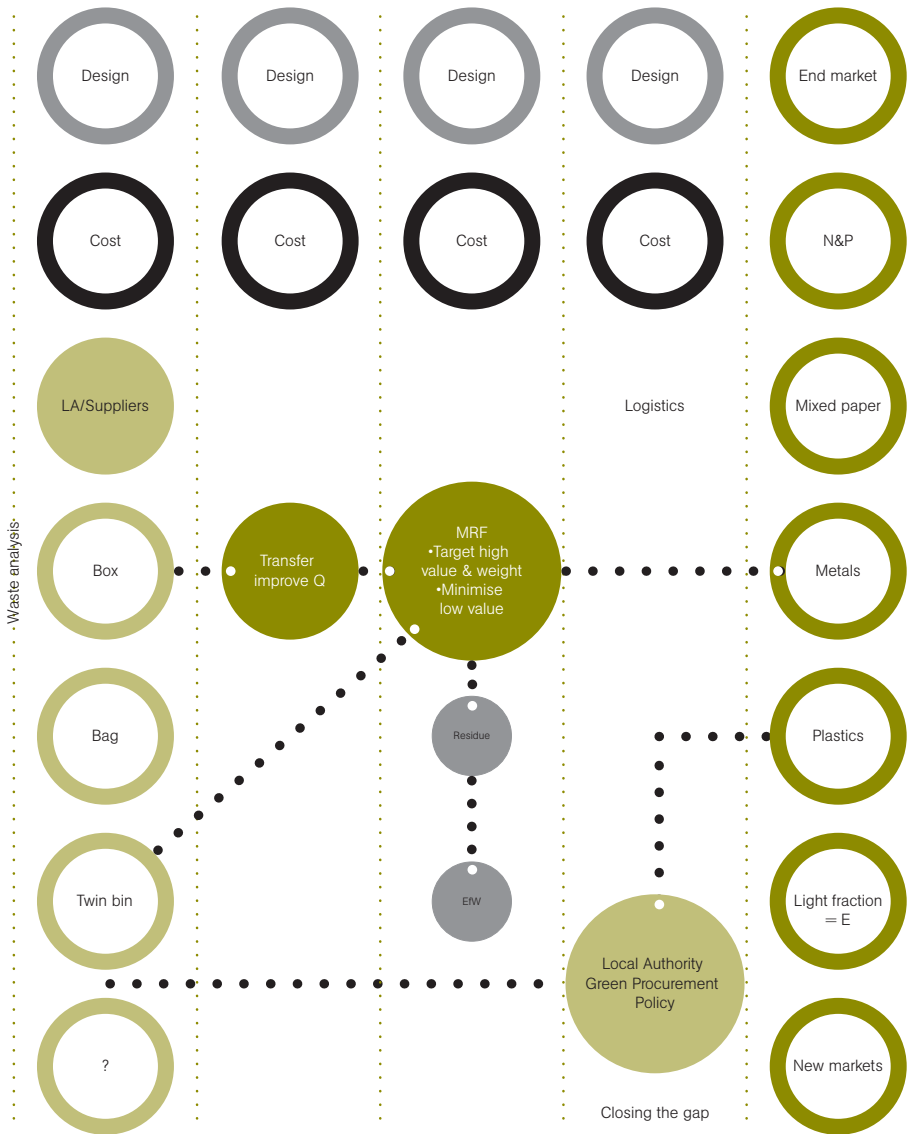 Design
Design
Design
Design
End market
Cost
Cost
Cost
Cost
N&P
LA/Suppliers
Logistics
Mixed paper
Waste analysis
Box
Transfer
improve Q
MRF
•Target high
value & weight
•Minimise
low value
Metals
Bag
Residue
Plastics
Twin bin
EfW
Light fraction
= E
Local Authority
Green Procurement
Policy
?
New markets
Closing the gap